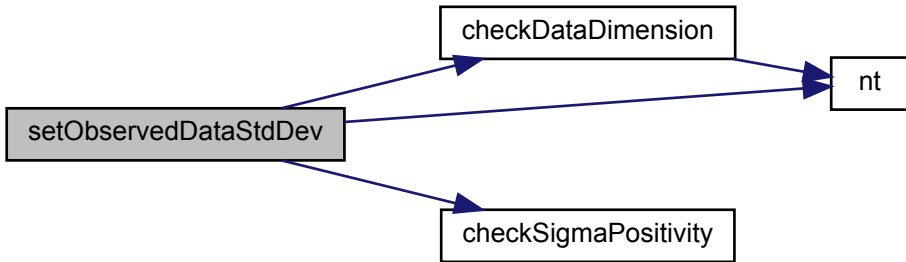 checkDataDimension
nt
setObservedDataStdDev
checkSigmaPositivity